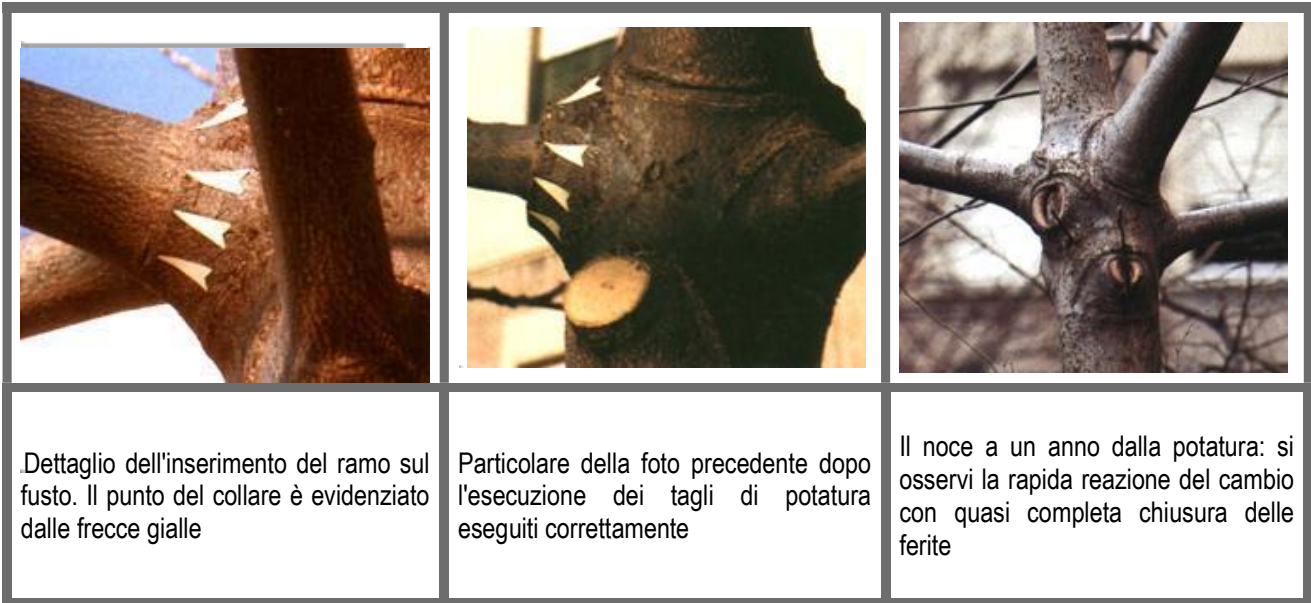 Dettaglio dell'inserimento del ramo sul
fusto. Il punto del collare è evidenziato
dalle frecce gialle
Particolare della foto precedente dopo
l'esecuzione dei tagli di potatura
eseguiti correttamente
Il noce a un anno dalla potatura: si
osservi la rapida reazione del cambio
con quasi completa chiusura delle
ferite